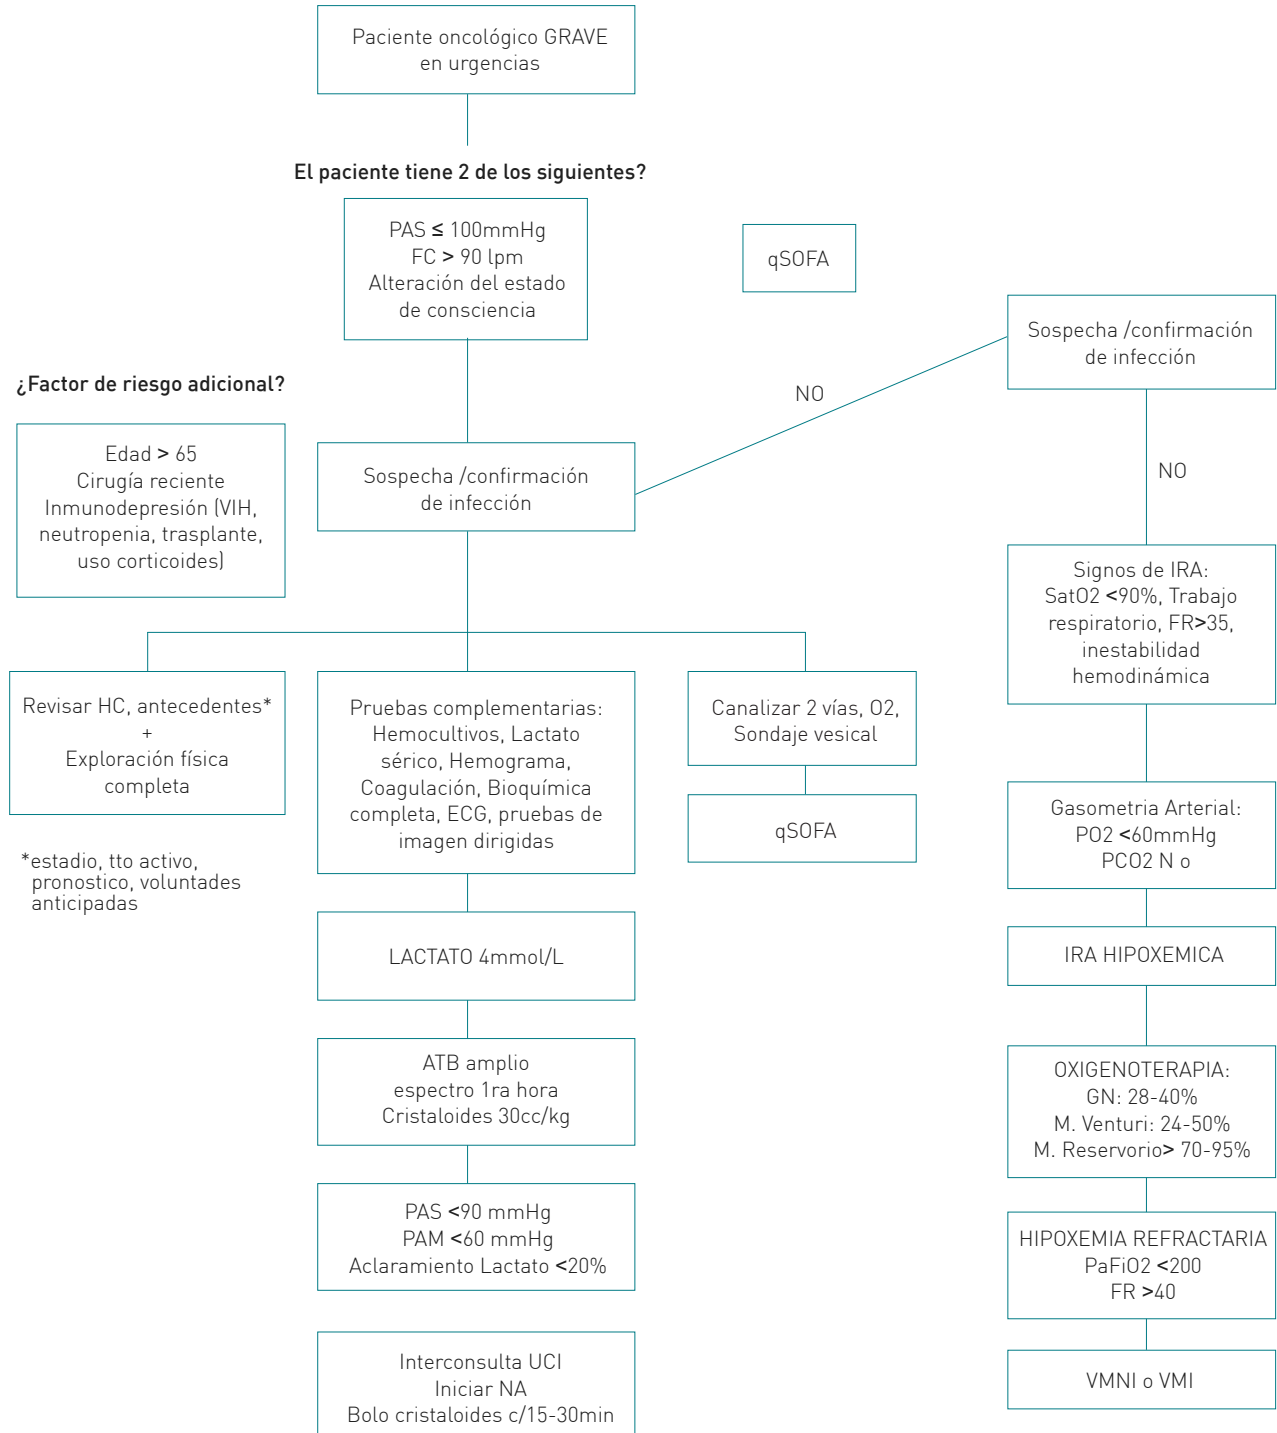 Paciente oncológico GRAVE
en urgencias
El paciente tiene 2 de los siguientes?
PAS ≤ 100mmHg
FC > 90 lpm
Alteración del estado
de consciencia
qSOFA
Sospecha /confirmación
de infección
NO
¿Factor de riesgo adicional?
Edad > 65
Cirugía reciente
Inmunodepresión (VIH,
neutropenia, trasplante,
uso corticoides)
Sospecha /confirmación
de infección
NO
Signos de IRA:
SatO2 <90%, Trabajo
respiratorio, FR>35,
inestabilidad
hemodinámica
Revisar HC, antecedentes*
+
Exploración física
completa
*estadio, tto activo,
pronostico, voluntades
anticipadas
Pruebas complementarias:
Hemocultivos, Lactato
sérico, Hemograma,
Coagulación, Bioquímica
completa, ECG, pruebas de
imagen dirigidas
Canalizar 2 vías, O2,
Sondaje vesical
qSOFA
Gasometria Arterial:
PO2 <60mmHg
PCO2 N o
LACTATO 4mmol/L
IRA HIPOXEMICA
ATB amplio
espectro 1ra hora
Cristaloides 30cc/kg
OXIGENOTERAPIA:
GN: 28-40%
M. Venturi: 24-50%
M. Reservorio> 70-95%
PAS <90 mmHg
PAM <60 mmHg
Aclaramiento Lactato <20%
HIPOXEMIA REFRACTARIA
PaFiO2 <200
FR >40
Interconsulta UCI
Iniciar NA
Bolo cristaloides c/15-30min
VMNI o VMI